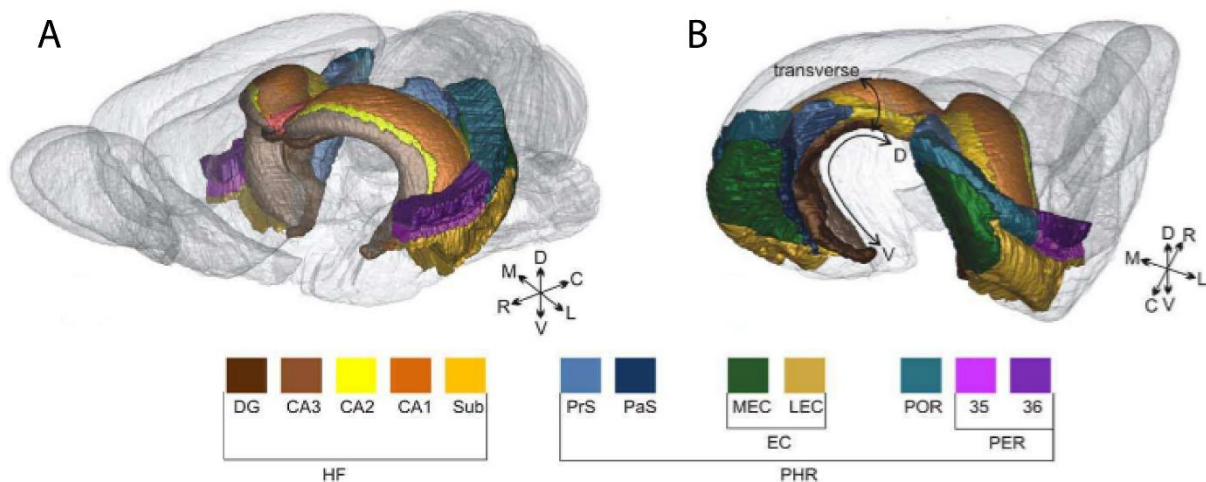 A
B
transverse
D
V
D
M
C
R
L
V
D
R
M
L
C
V
DG CA3 CA2 CA1 Sub PrS PaS MEC LEC POR 35 36
EC PER
HF PHR